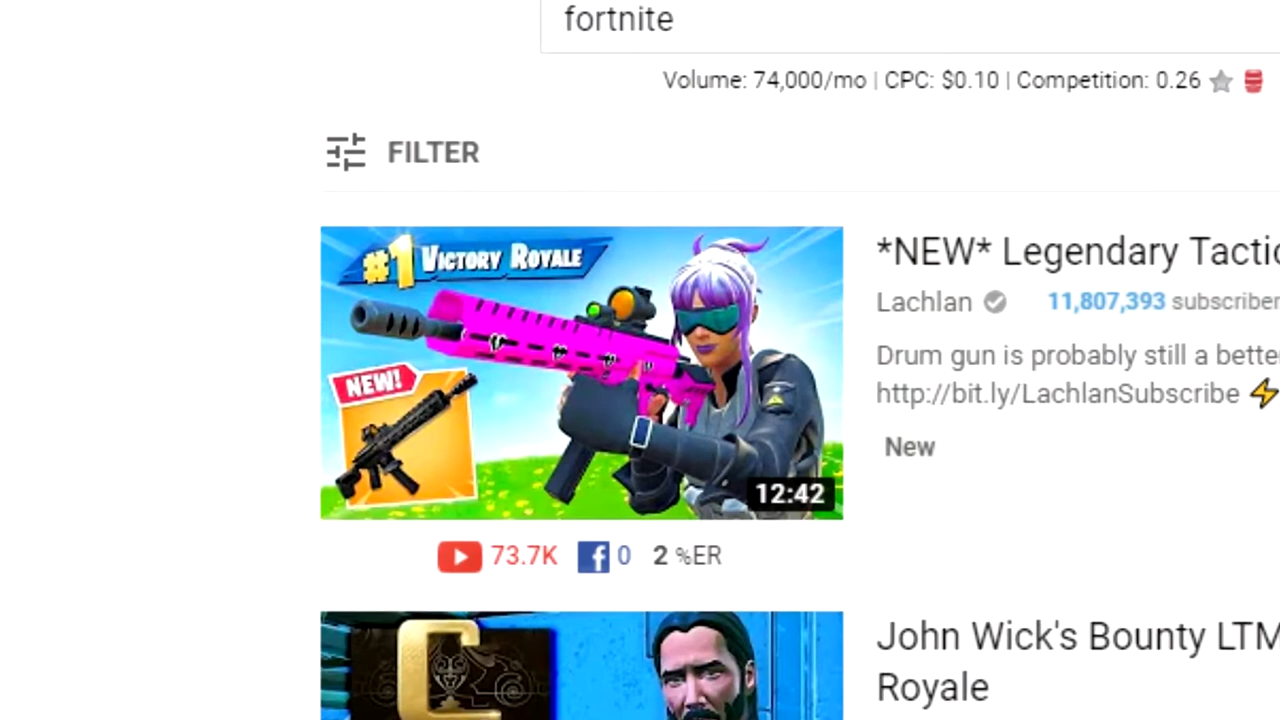 fortnite
Volume: 74,000/mo | CPC: $0.10 | Competition: 0.26
FILTER
#1 VICTORY ROYALE
NEW!
12:42
*NEW* Legendary Tactic
Lachlan 11,807,393 subscriber
Drum gun is probably still a bette
http://bit.ly/LachlanSubscribe ⚡
New
73.7K f 0 2 %ER
C
John Wick's Bounty LTM
Royale